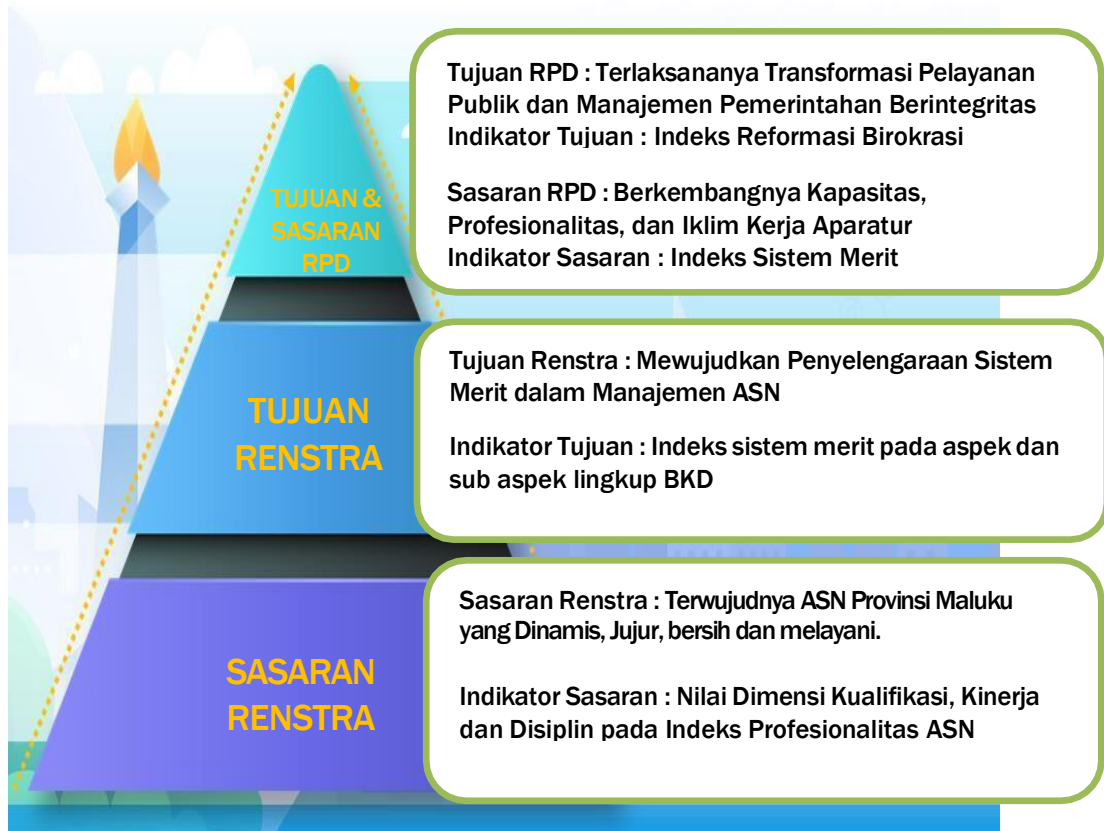 TUJUAN &
SASARAN
RPD
Tujuan RPD : Terlaksananya Transformasi Pelayanan
Publik dan Manajemen Pemerintahan Berintegritas
Indikator Tujuan : Indeks Reformasi Birokrasi
Sasaran RPD : Berkembangnya Kapasitas,
Profesionalitas, dan Iklim Kerja Aparatur
Indikator Sasaran : Indeks Sistem Merit
TUJUAN
RENSTRA
Tujuan Renstra : Mewujudkan Penyelengaraan Sistem
Merit dalam Manajemen ASN
Indikator Tujuan : Indeks sistem merit pada aspek dan
sub aspek lingkup BKD
SASARAN
RENSTRA
Sasaran Renstra : Terwujudnya ASN Provinsi Maluku
yang Dinamis, Jujur, bersih dan melayani.
Indikator Sasaran : Nilai Dimensi Kualifikasi, Kinerja
dan Disiplin pada Indeks Profesionalitas ASN